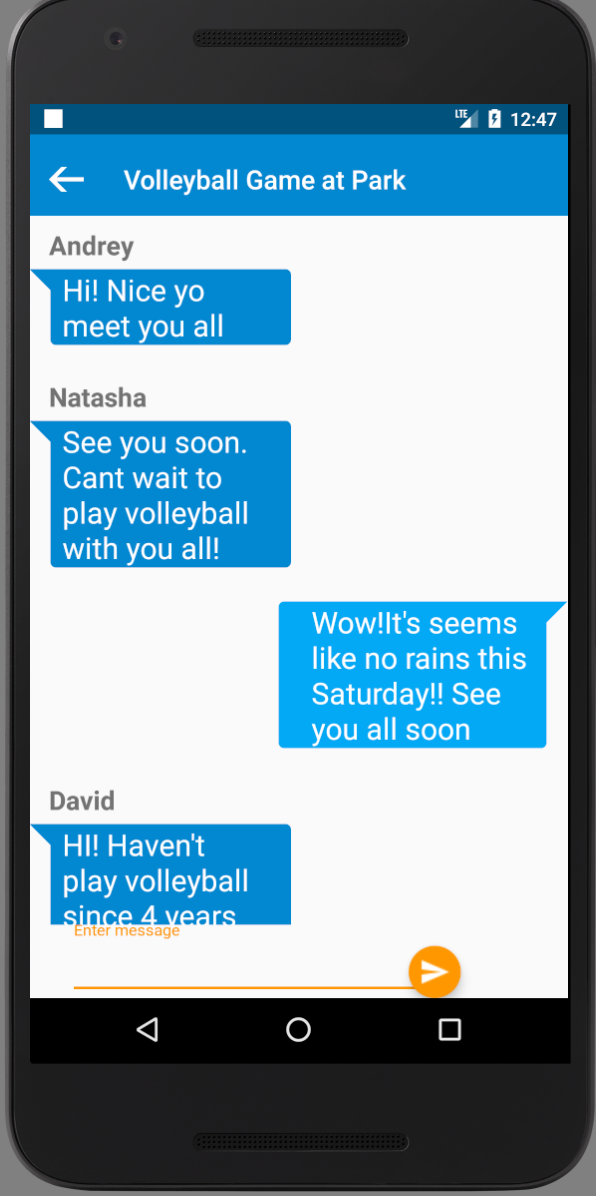 LTE 12:47
Volleyball Game at Park
Andrey
Hi! Nice yo
meet you all
Natasha
See you soon.
Cant wait to
play volleyball
with you all!
Wow!It's seems
like no rains this
Saturday!! See
you all soon
David
HI! Haven't
play volleyball
since 4 years
Enter message